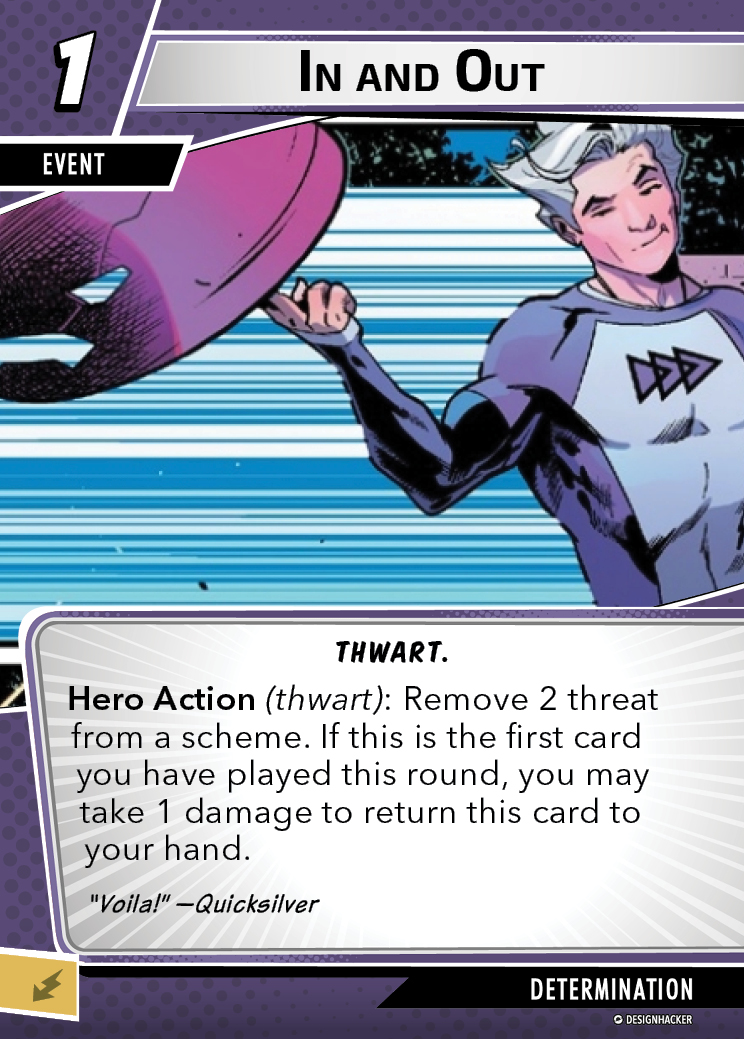 1
IN AND OUT
EVENT
THWART.
Hero Action (thwart): Remove 2 threat
from a scheme. If this is the first card
you have played this round, you may
take 1 damage to return this card to
your hand.
"Voila!" —Quicksilver
DETERMINATION
DESIGNHACKER